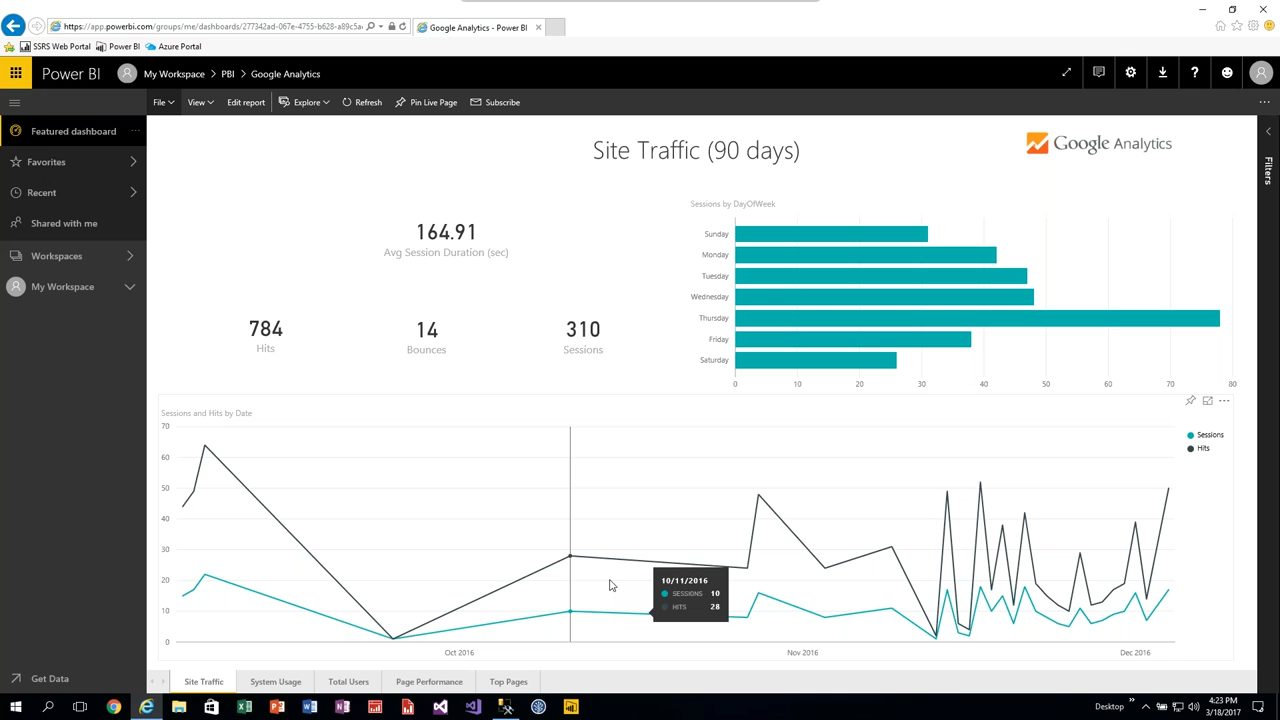 https://app.powerbi.com/groups/me/dashboards/277342ad-067e-4755-b628-a89c5a
Google Analytics - Power BI
SSRS Web Portal Power BI Azure Portal
Power BI My Workspace > PBI > Google Analytics
File View Edit report Explore Refresh Pin Live Page Subscribe
Featured dashboard
Favorites
Recent
Shared with me
Workspaces
My Workspace
Get Data
Filters
Site Traffic (90 days)
Google Analytics
164.91
Avg Session Duration (sec)
784 14 310
Hits Bounces Sessions
Sessions by DayOfWeek
Sunday
Monday
Tuesday
Wednesday
Thursday
Friday
Saturday
0 10 20 30 40 50 60 70 80
Sessions and Hits by Date
70
60
50
40
30
20
10
0
Sessions
Hits
10/11/2016
SESSIONS 10
HITS 28
Oct 2016 Nov 2016 Dec 2016
Site Traffic System Usage Total Users Page Performance Top Pages
Desktop
4:23 PM
3/18/2017